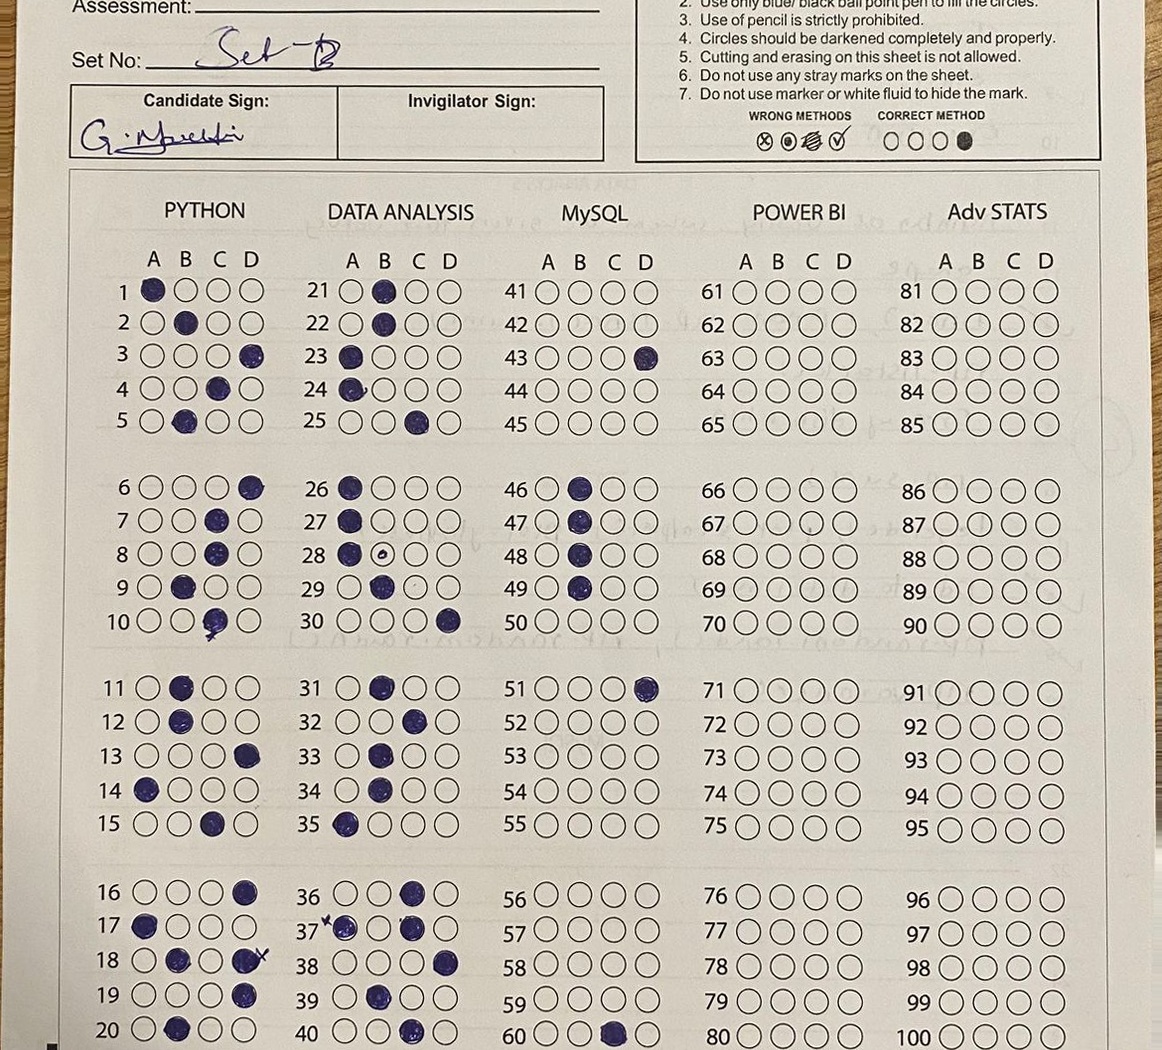 Assessment:
2. Use only blue/ black ball point pen to fill the circles.
3. Use of pencil is strictly prohibited.
4. Circles should be darkened completely and properly.
5. Cutting and erasing on this sheet is not allowed.
6. Do not use any stray marks on the sheet.
7. Do not use marker or white fluid to hide the mark.
Set No: Set-B
Candidate Sign: Invigilator Sign:
WRONG METHODS CORRECT METHOD
PYTHON DATA ANALYSIS MySQL POWER BI Adv STATS
A B C D A B C D A B C D A B C D A B C D
1 21 41 61 81
2 22 42 62 82
3 23 43 63 83
4 24 44 64 84
5 25 45 65 85
6 26 46 66 86
7 27 47 67 87
8 28 48 68 88
9 29 49 69 89
10 30 50 70 90
11 31 51 71 91
12 32 52 72 92
13 33 53 73 93
14 34 54 74 94
15 35 55 75 95
16 36 56 76 96
17 37 57 77 97
18 38 58 78 98
19 39 59 79 99
20 40 60 80 100